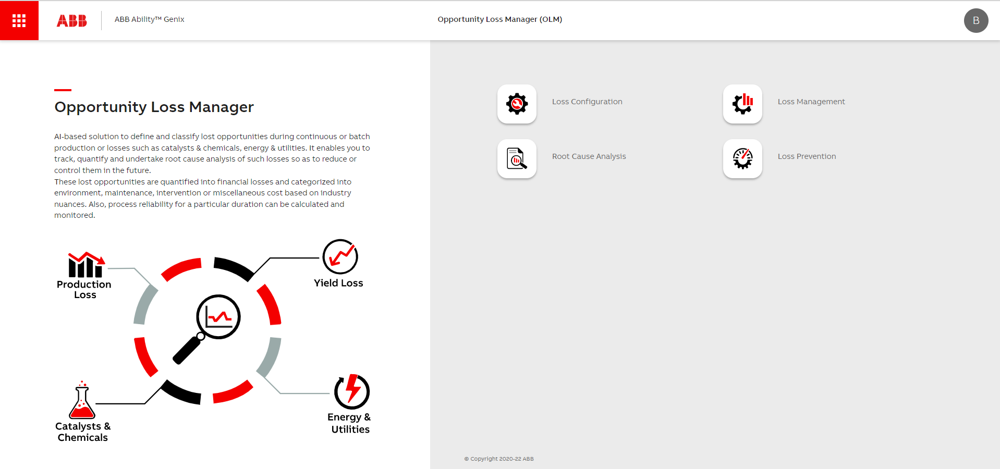 ABB
ABB Ability™ Genix
Opportunity Loss Manager (OLM)
B
Opportunity Loss Manager
AI-based solution to define and classify lost opportunities during continuous or batch
production or losses such as catalysts & chemicals, energy & utilities. It enables you to
track, quantify and undertake root cause analysis of such losses so as to reduce or
control them in the future.
These lost opportunities are quantified into financial losses and categorized into
environment, maintenance, intervention or miscellaneous cost based on industry
nuances. Also, process reliability for a particular duration can be calculated and
monitored.
Production
Loss
Yield Loss
Catalysts &
Chemicals
Energy &
Utilities
Loss Configuration
Loss Management
Root Cause Analysis
Loss Prevention
© Copyright 2020-22 ABB